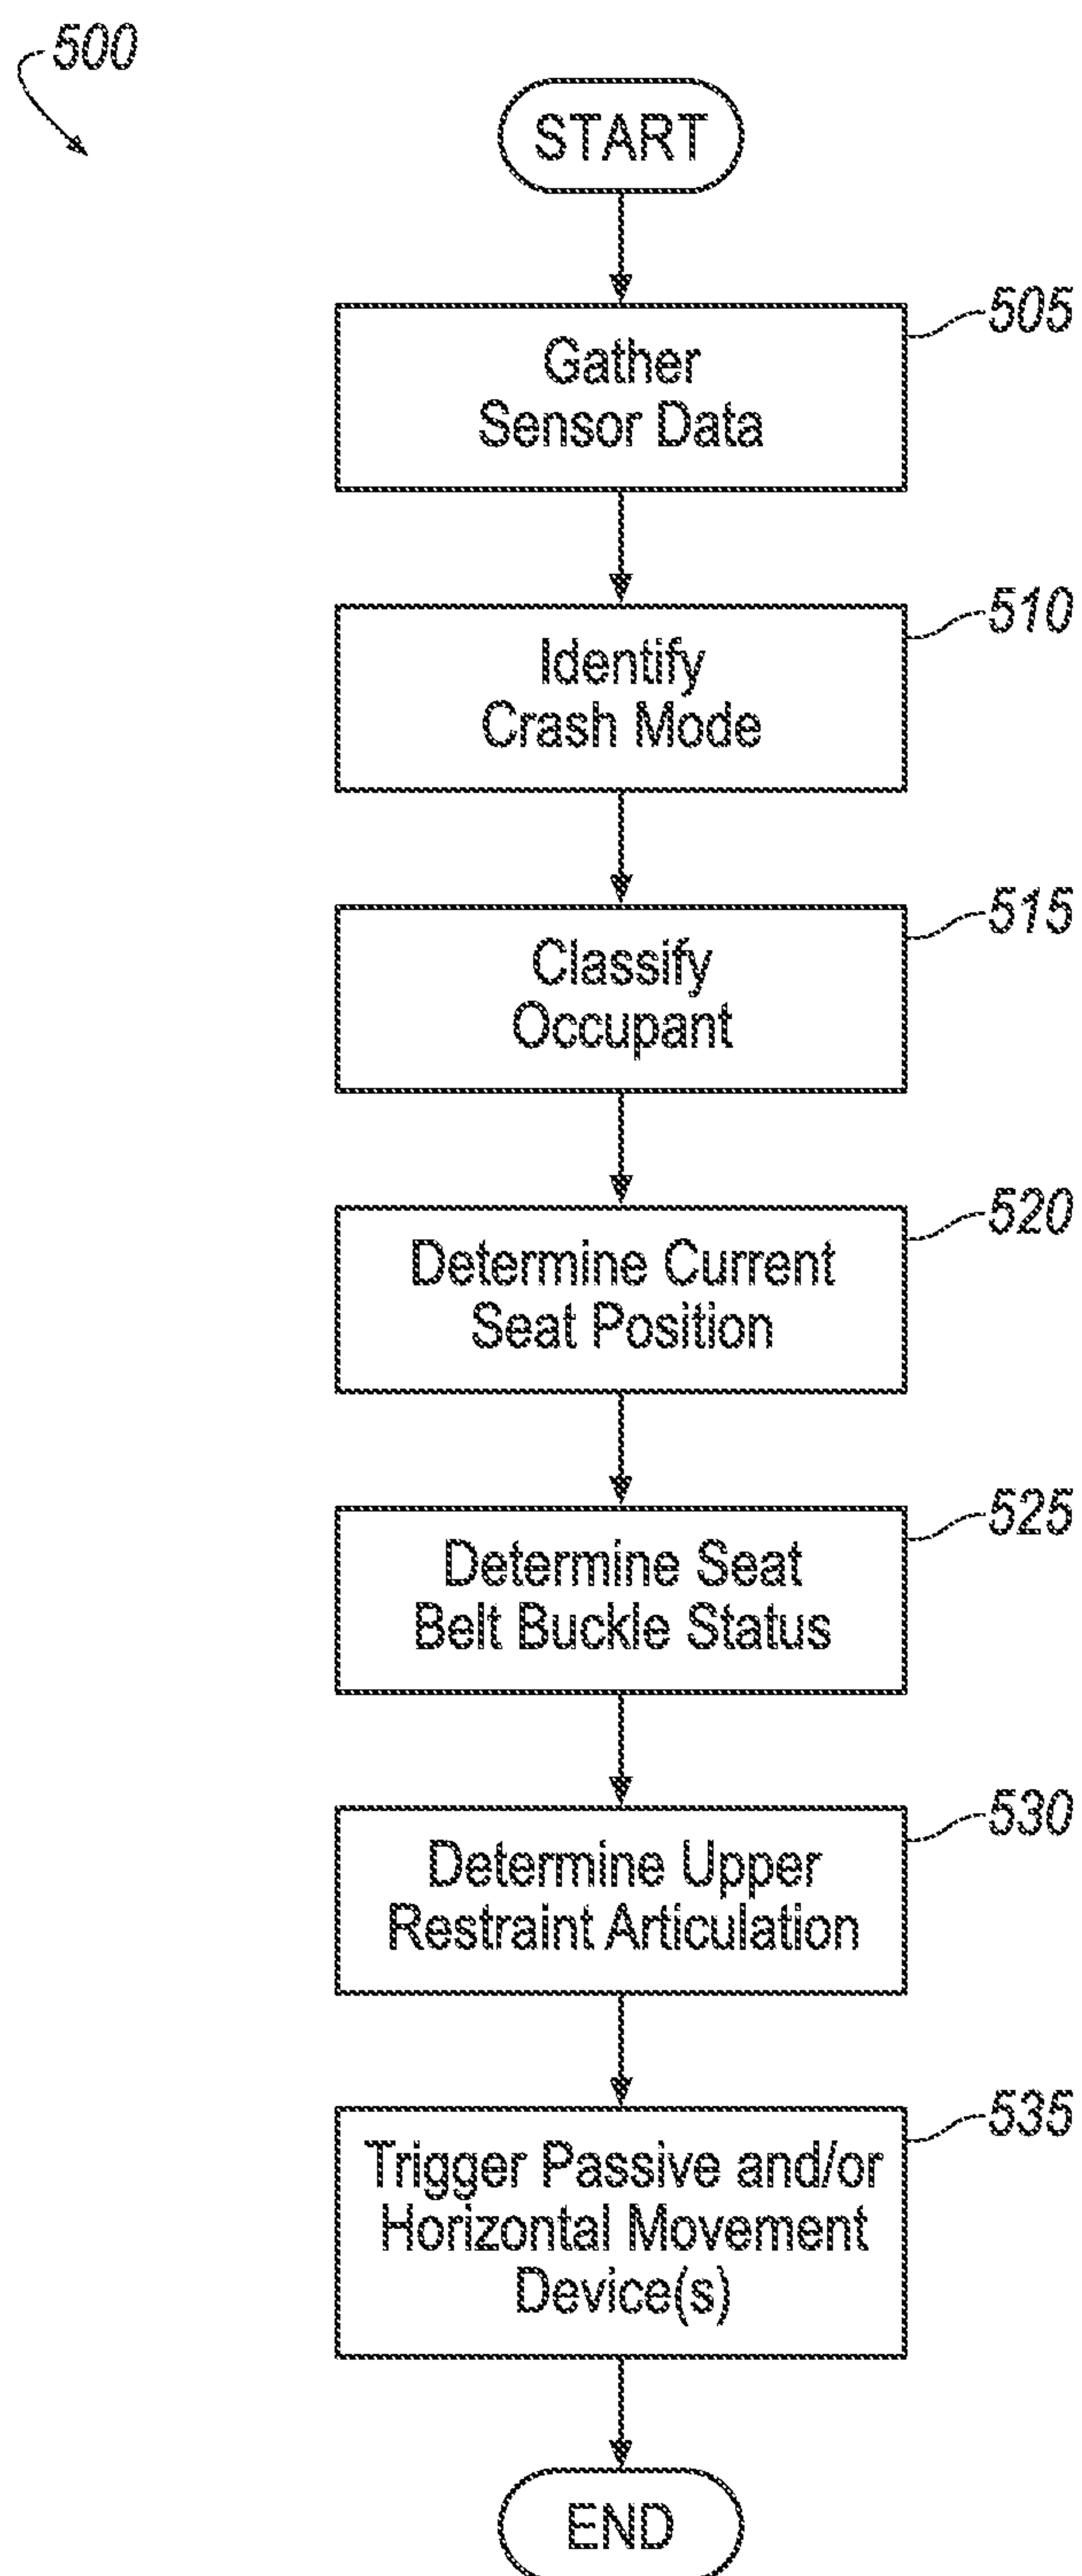 500
START
505
Gather
Sensor Data
510
Identify
Crash Mode
515
Classify
Occupant
520
Determine Current
Seat Position
525
Determine Seat
Belt Buckle Status
530
Determine Upper
Restraint Articulation
535
Trigger Passive and/or
Horizontal Movement
Device(s)
END